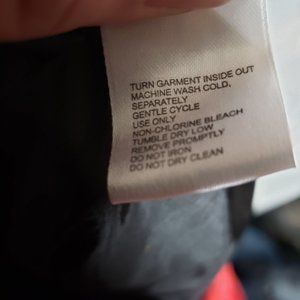 TURN GARMENT INSIDE OUT
MACHINE WASH COLD,
SEPARATELY
GENTLE CYCLE
USE ONLY
NON-CHLORINE BLEACH
TUMBLE DRY LOW
REMOVE PROMPTLY
DO NOT IRON
DO NOT DRY CLEAN